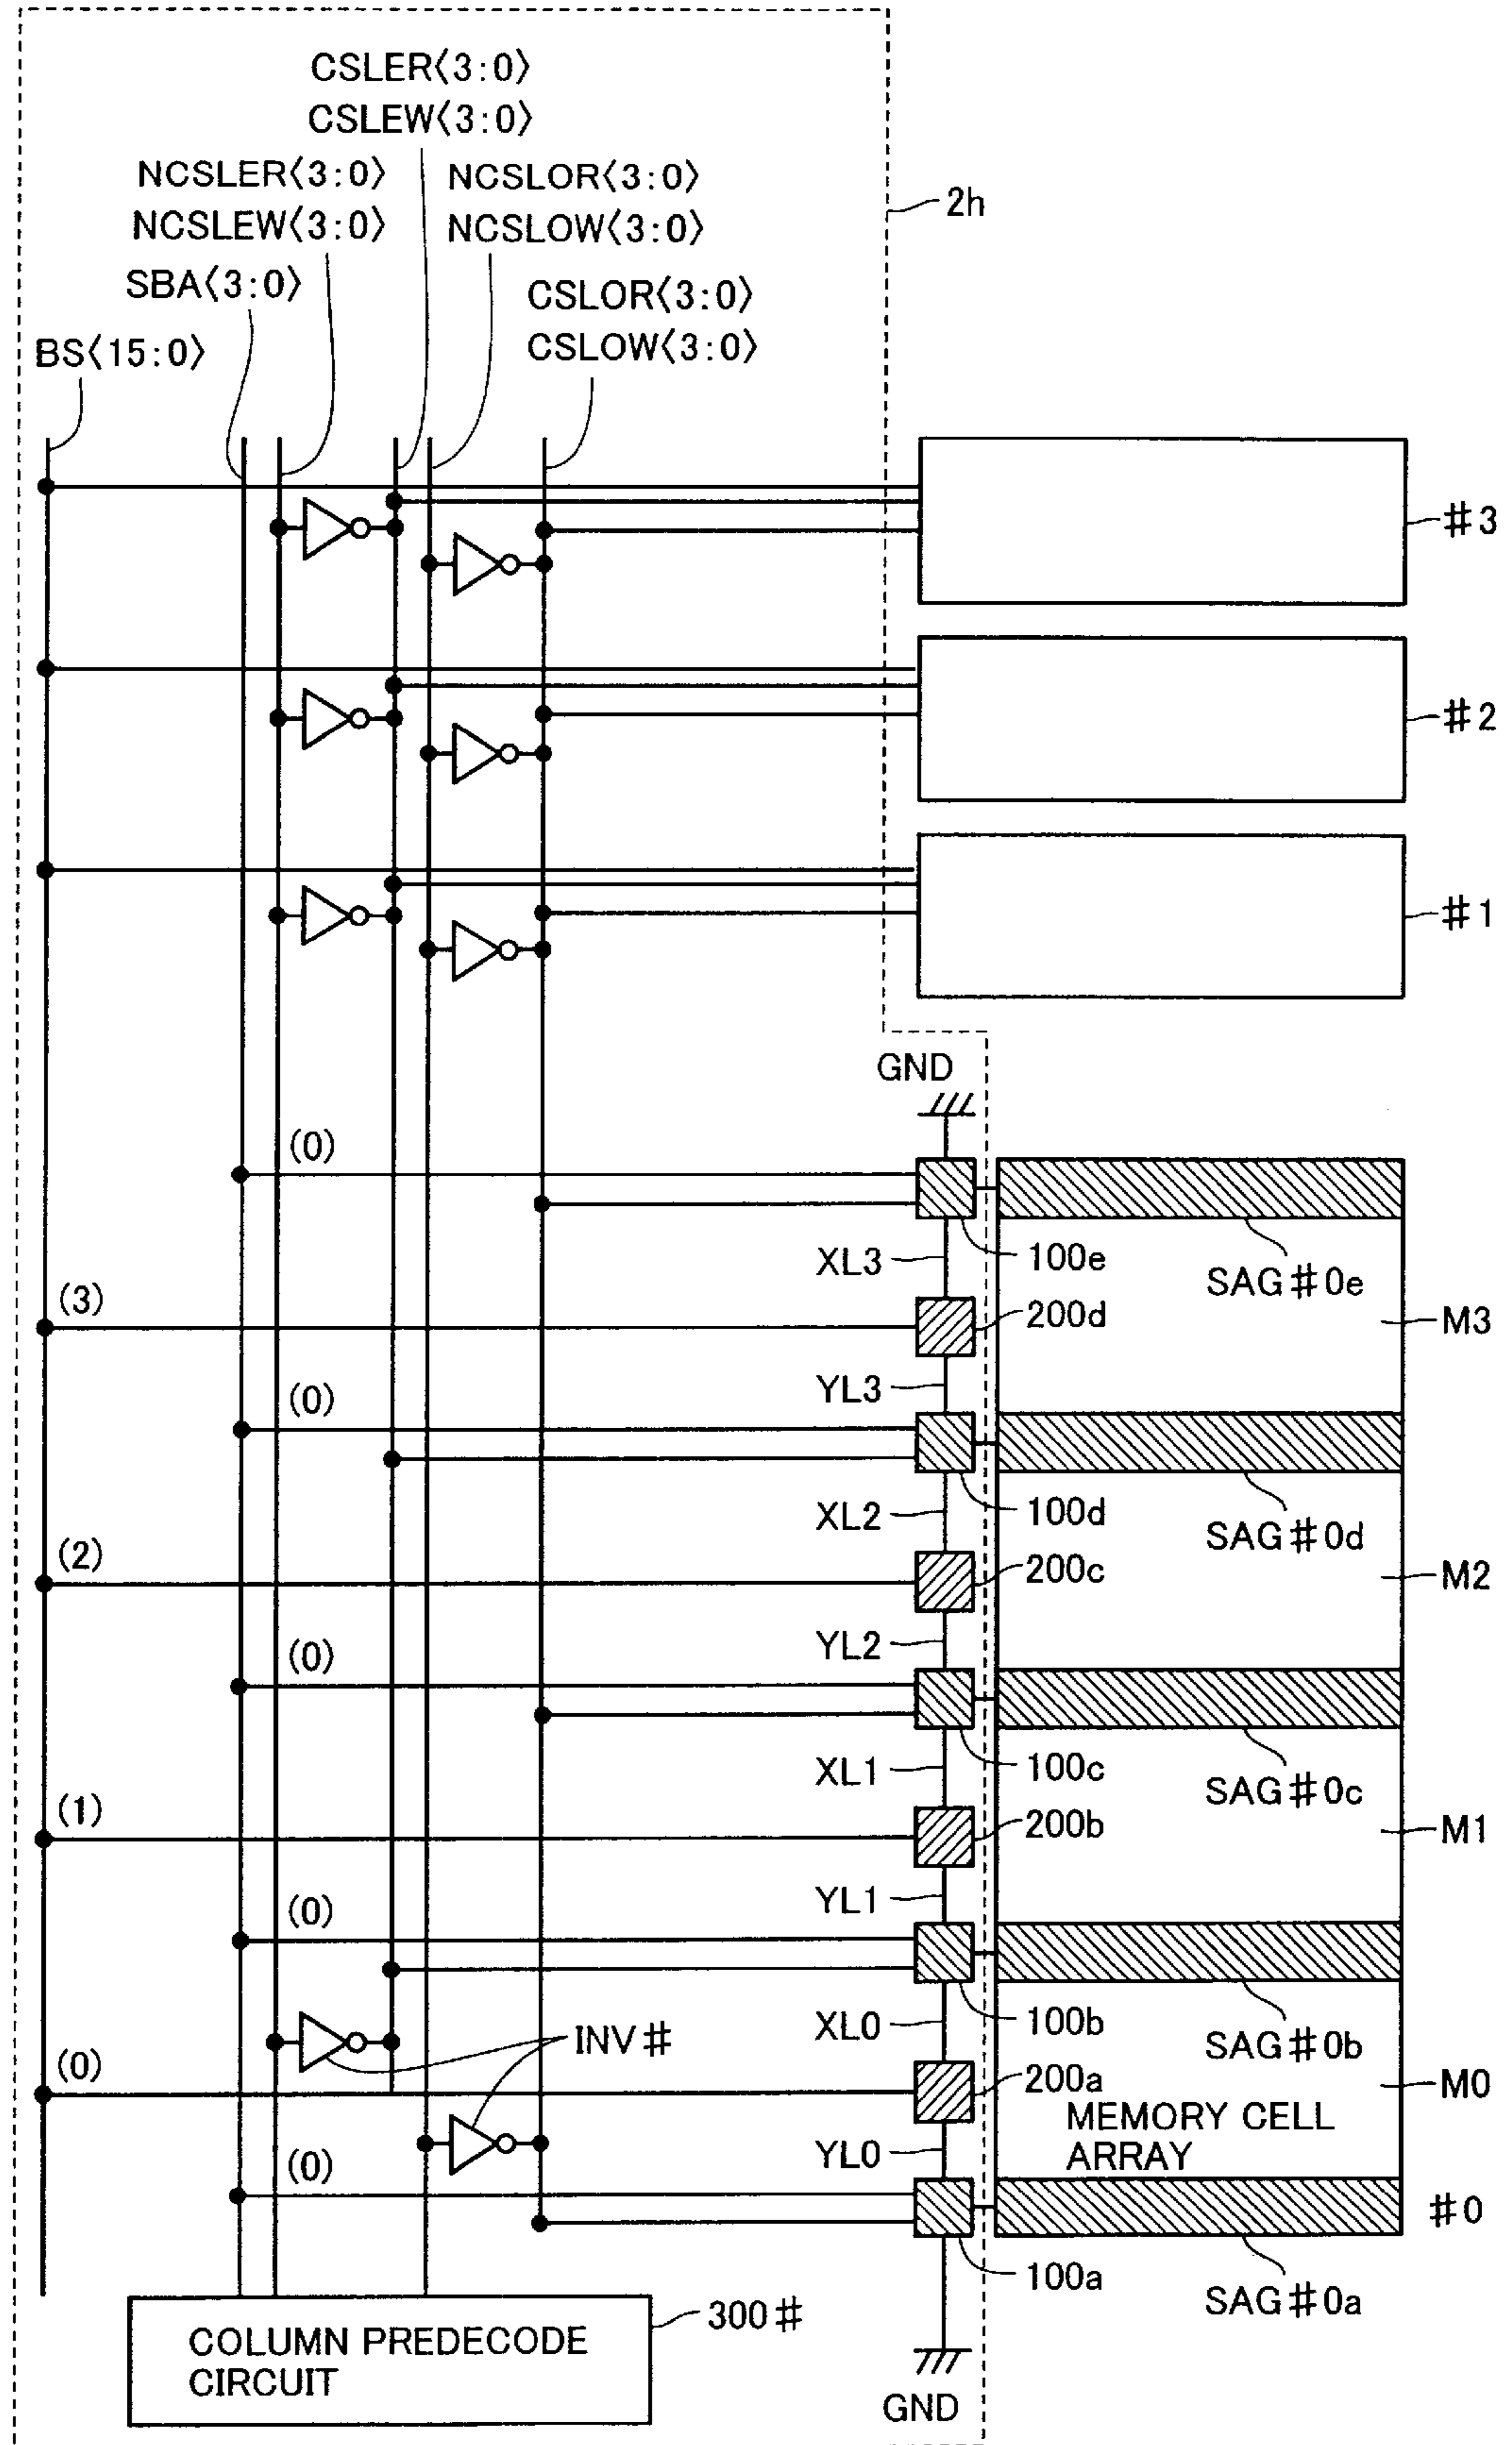 CSLER〈3:0〉
CSLEW〈3:0〉
NCSLER〈3:0〉
NCSLEW〈3:0〉
NCSLOR〈3:0〉
NCSLOW〈3:0〉
2h
SBA〈3:0〉
CSLOR〈3:0〉
CSLOW〈3:0〉
BS〈15:0〉
#3
#2
#1
GND
(0)
XL3
100e
SAG#0e
(3)
200d
M3
YL3
(0)
XL2
100d
SAG#0d
(2)
200c
M2
YL2
(0)
XL1
100c
SAG#0c
(1)
200b
M1
YL1
(0)
XL0
100b
SAG#0b
INV#
(0)
200a
M0
MEMORY CELL
ARRAY
YL0
(0)
#0
100a
SAG#0a
300#
COLUMN PREDECODE
CIRCUIT
GND